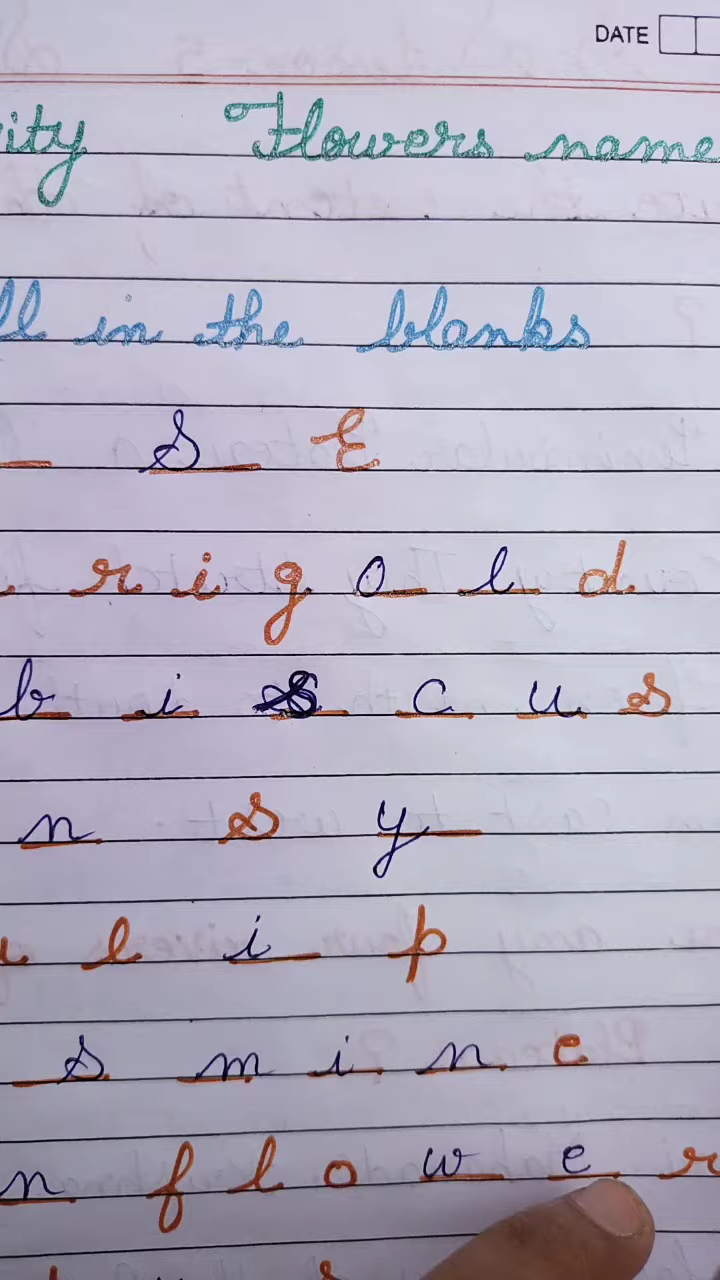 DATE
ity Flowers name
ll in the blanks
S E
r i g o l d
b i s c u s
n s y
u l i p
s m i n e
n f l o w e r